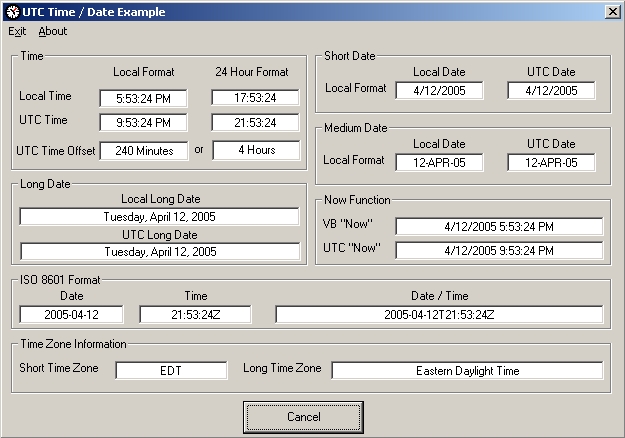 UTC Time / Date Example
Exit About
Time
Local Format 24 Hour Format
Local Time 5:53:24 PM 17:53:24
UTC Time 9:53:24 PM 21:53:24
UTC Time Offset 240 Minutes or 4 Hours
Short Date
Local Date UTC Date
Local Format 4/12/2005 4/12/2005
Medium Date
Local Date UTC Date
Local Format 12-APR-05 12-APR-05
Long Date
Local Long Date
Tuesday, April 12, 2005
UTC Long Date
Tuesday, April 12, 2005
Now Function
VB "Now" 4/12/2005 5:53:24 PM
UTC "Now" 4/12/2005 9:53:24 PM
ISO 8601 Format
Date Time Date / Time
2005-04-12 21:53:24Z 2005-04-12T21:53:24Z
Time Zone Information
Short Time Zone EDT Long Time Zone Eastern Daylight Time
Cancel